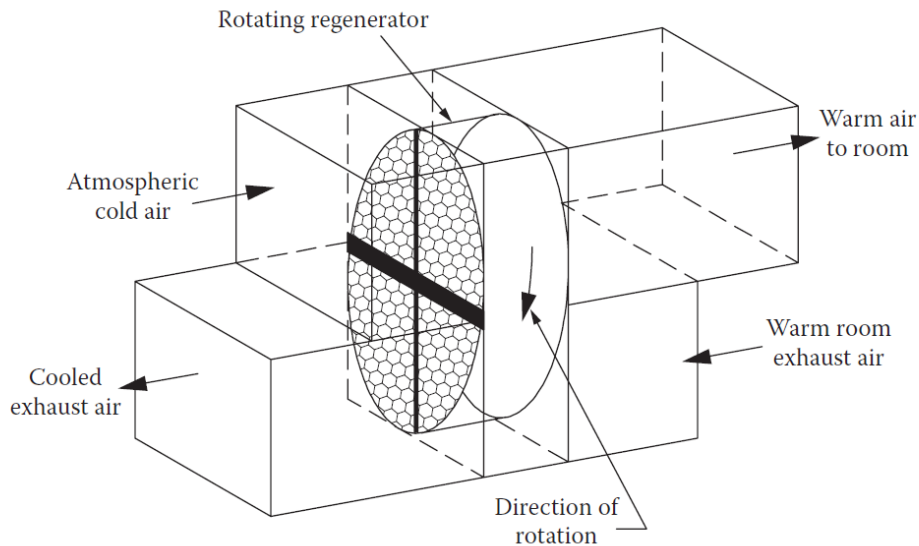 Rotating regenerator
Warm air
to room
Atmospheric
cold air
Warm room
exhaust air
Cooled
exhaust air
Direction of
rotation